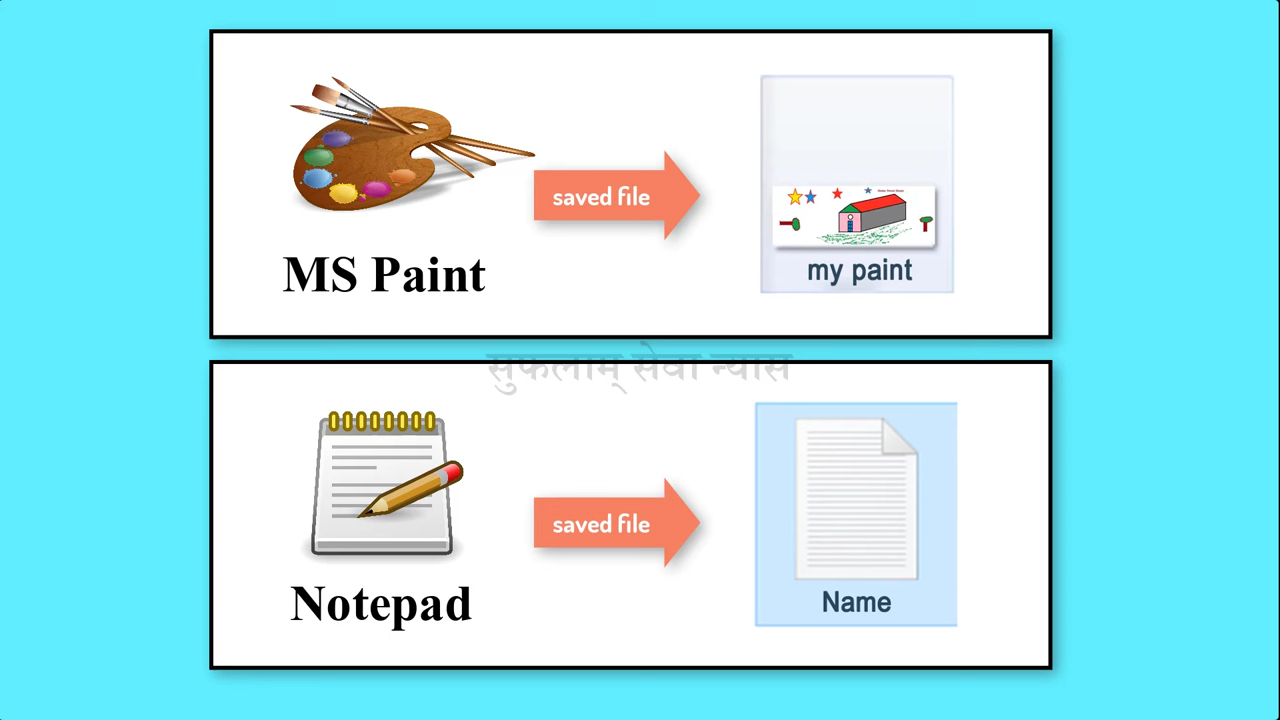 saved file
MS Paint
my paint
सुफलाम् सेवा न्यास
saved file
Notepad
Name